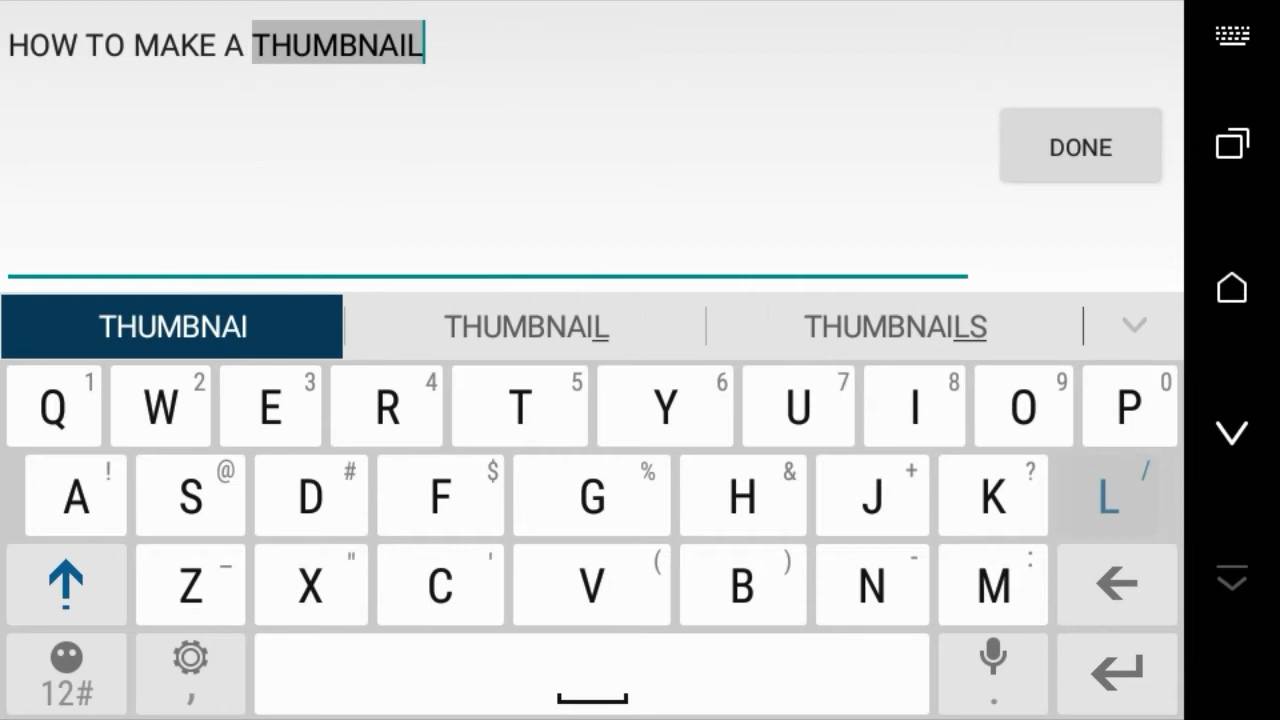 HOW TO MAKE A THUMBNAIL
DONE
THUMBNAI THUMBNAIL THUMBNAILS
Q 1 W 2 E 3 R 4 T 5 Y 6 U 7 I 8 O 9 P 0
A ! S @ D # F $ G % H & J + K ? L /
Z _ X " C ' V ( B ) N - M :
12# , .